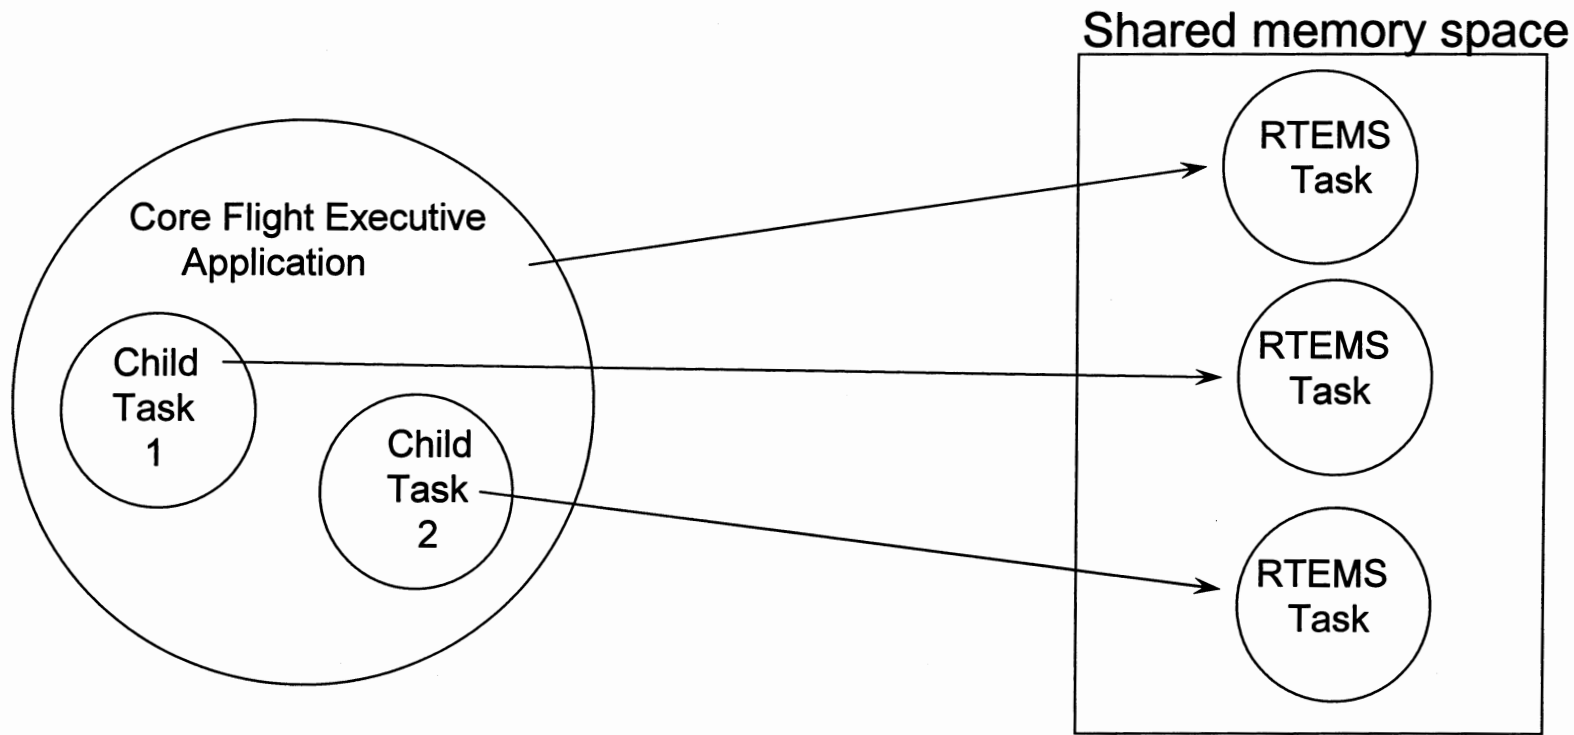 Shared memory space
Core Flight Executive
Application
Child
Task
1
Child
Task
2
RTEMS
Task
RTEMS
Task
RTEMS
Task